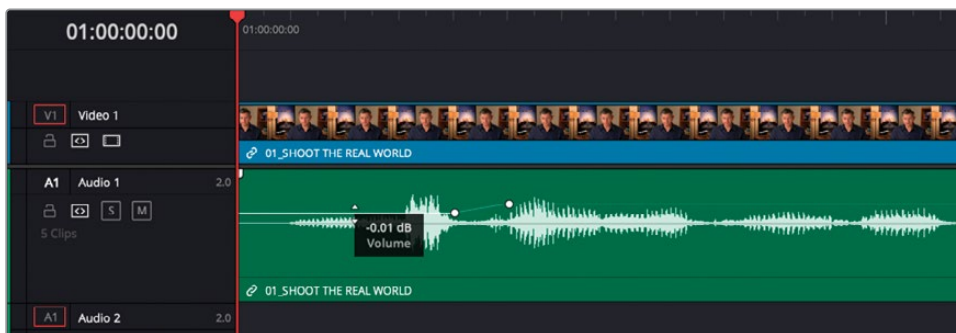 01:00:00:00
01:00:00:00
V1 Video 1
01_SHOOT THE REAL WORLD
A1 Audio 1 2.0
S M
5 Clips
-0.01 dB
Volume
01_SHOOT THE REAL WORLD
A1 Audio 2 2.0